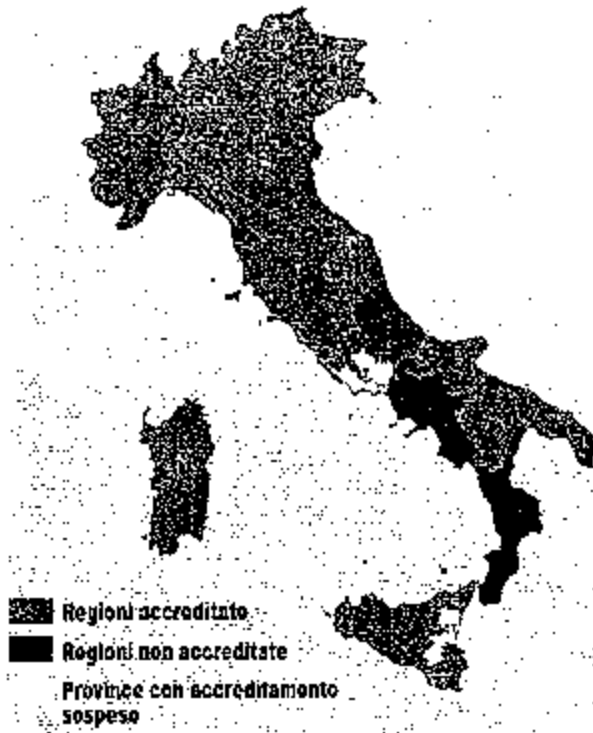 Regioni accreditato
Regioni non accreditate
Province con accreditamento
sospeso